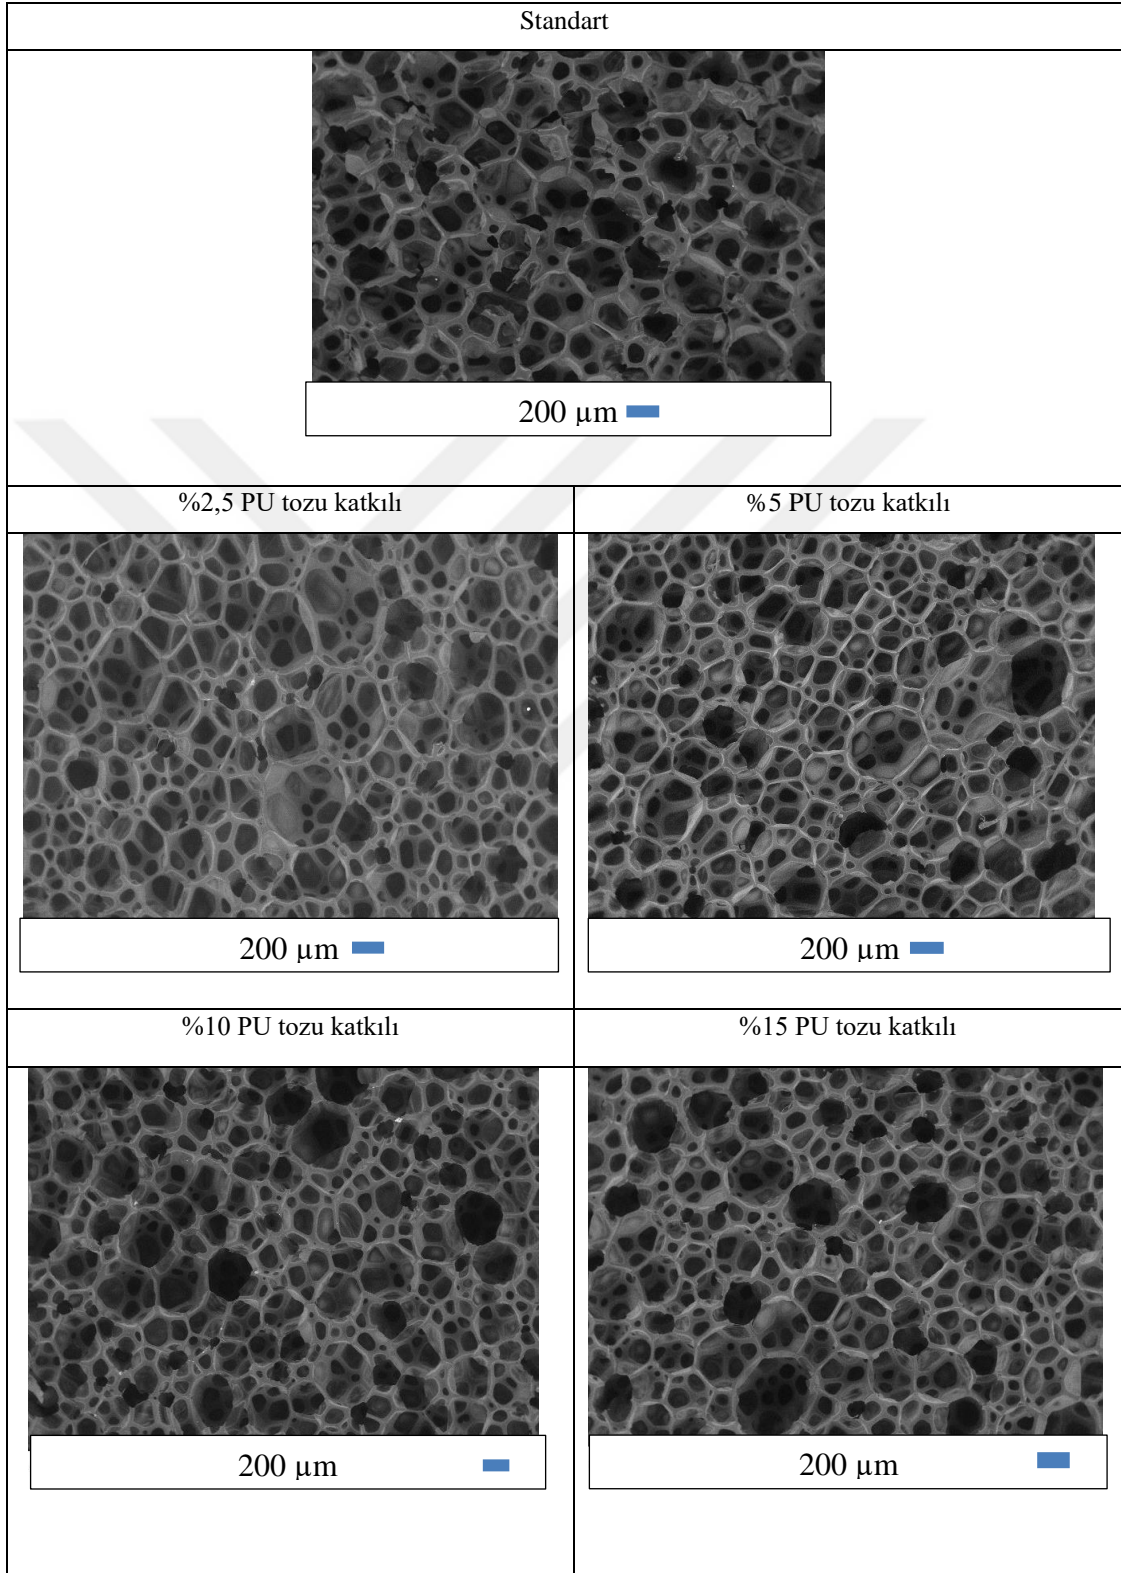 Standart
200 µm
%2,5 PU tozu katkılı
%5 PU tozu katkılı
200 µm
200 µm
%10 PU tozu katkılı
%15 PU tozu katkılı
200 µm
200 µm